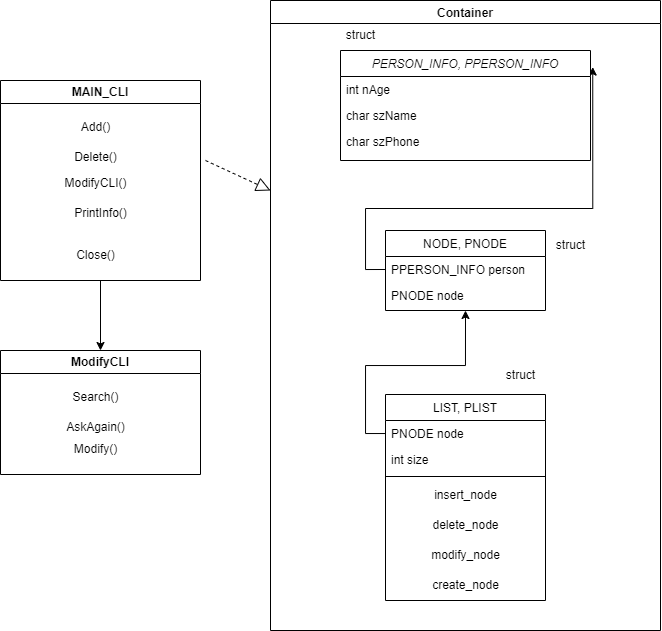 Container
struct
PERSON_INFO, PPERSON_INFO
int nAge
char szName
char szPhone
MAIN_CLI
Add()
Delete()
ModifyCLI()
PrintInfo()
Close()
NODE, PNODE
struct
PPERSON_INFO person
PNODE node
ModifyCLI
Search()
AskAgain()
Modify()
struct
LIST, PLIST
PNODE node
int size
insert_node
delete_node
modify_node
create_node